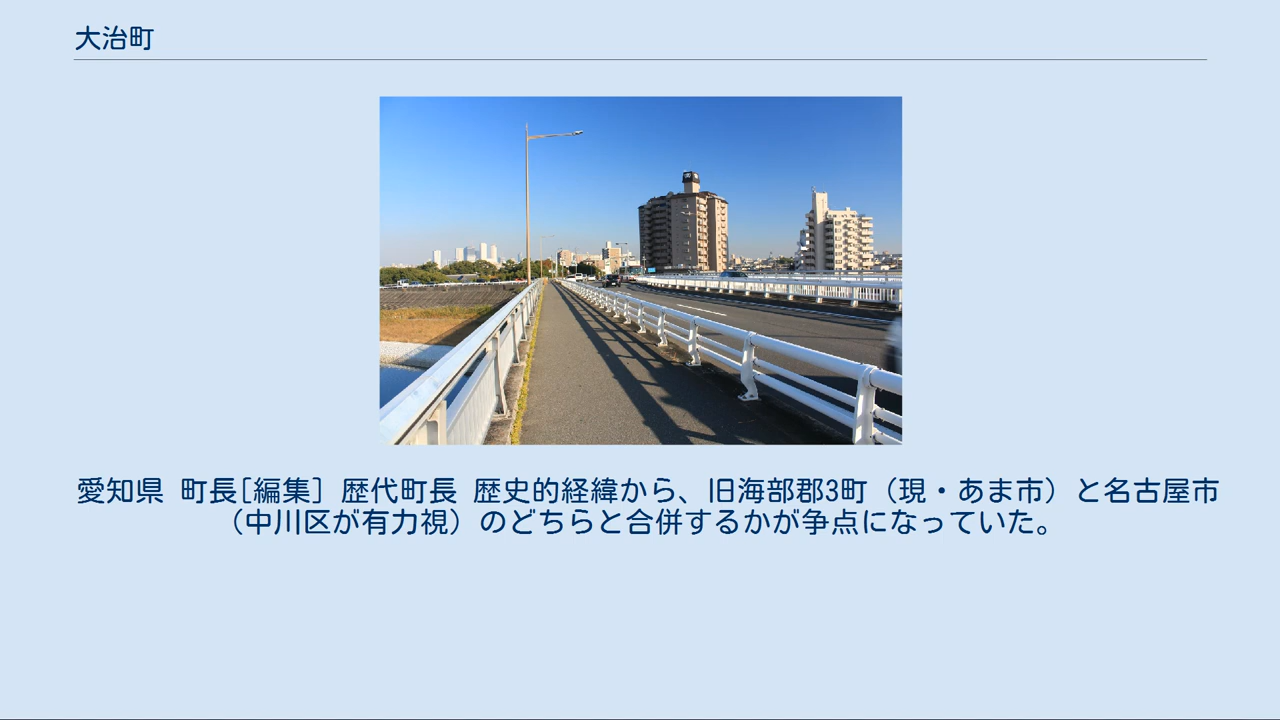 大治町
愛知県 町長[編集] 歴代町長 歴史的経緯から、旧海部郡3町（現・あま市）と名古屋市
（中川区が有力視）のどちらと合併するかが争点になっていた。